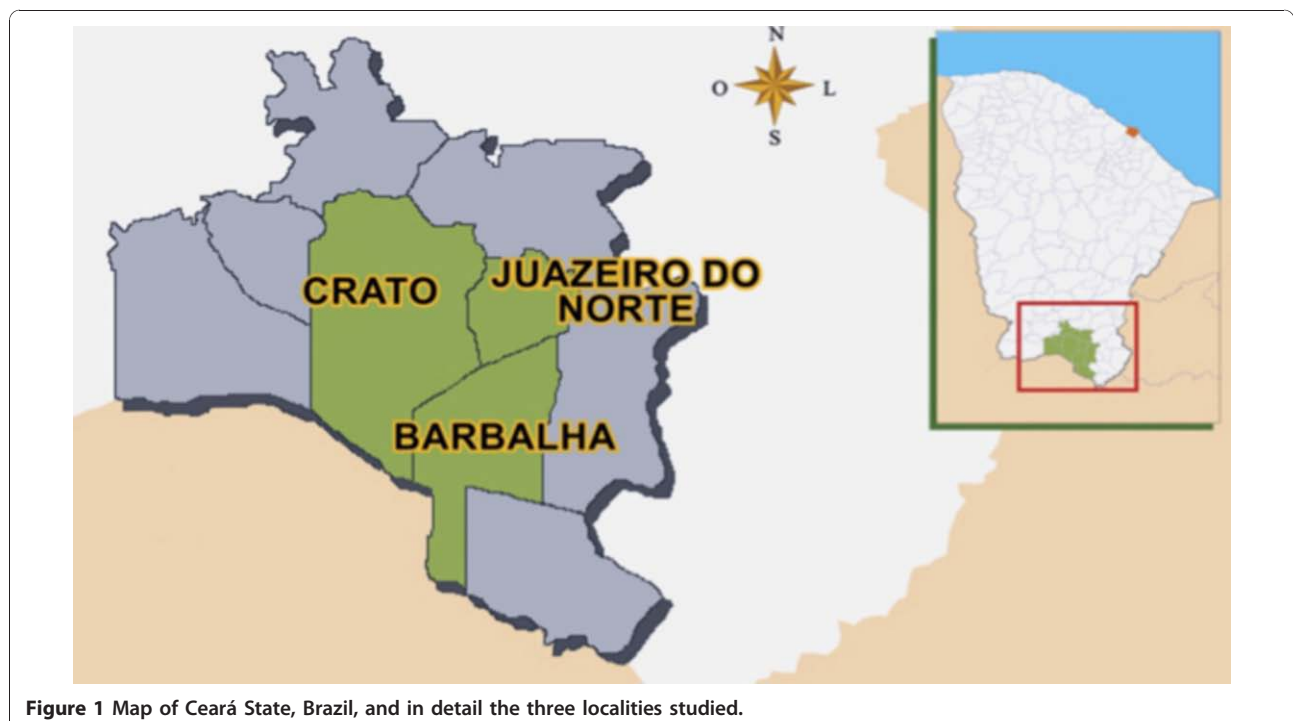 N
O L
S
CRATO
JUAZEIRO DO
NORTE
BARBALHA
Figure 1 Map of Ceará State, Brazil, and in detail the three localities studied.